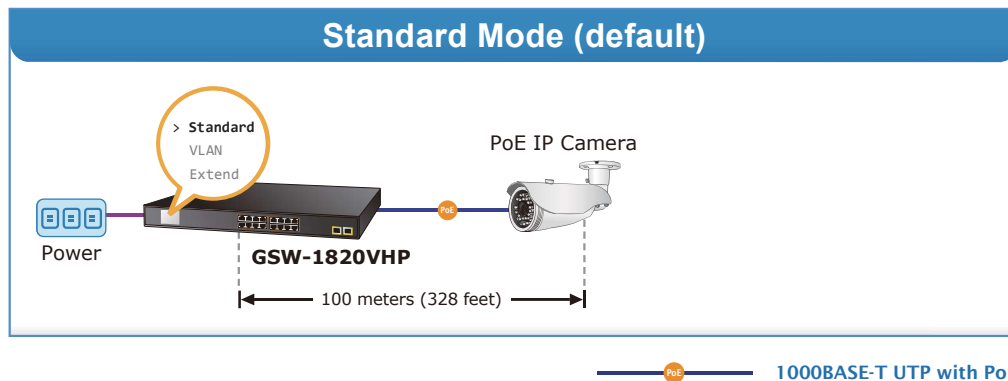 Standard Mode (default)
> Standard
VLAN
Extend
PoE IP Camera
PoE
Power
GSW-1820VHP
100 meters (328 feet)
PoE
1000BASE-T UTP with Po